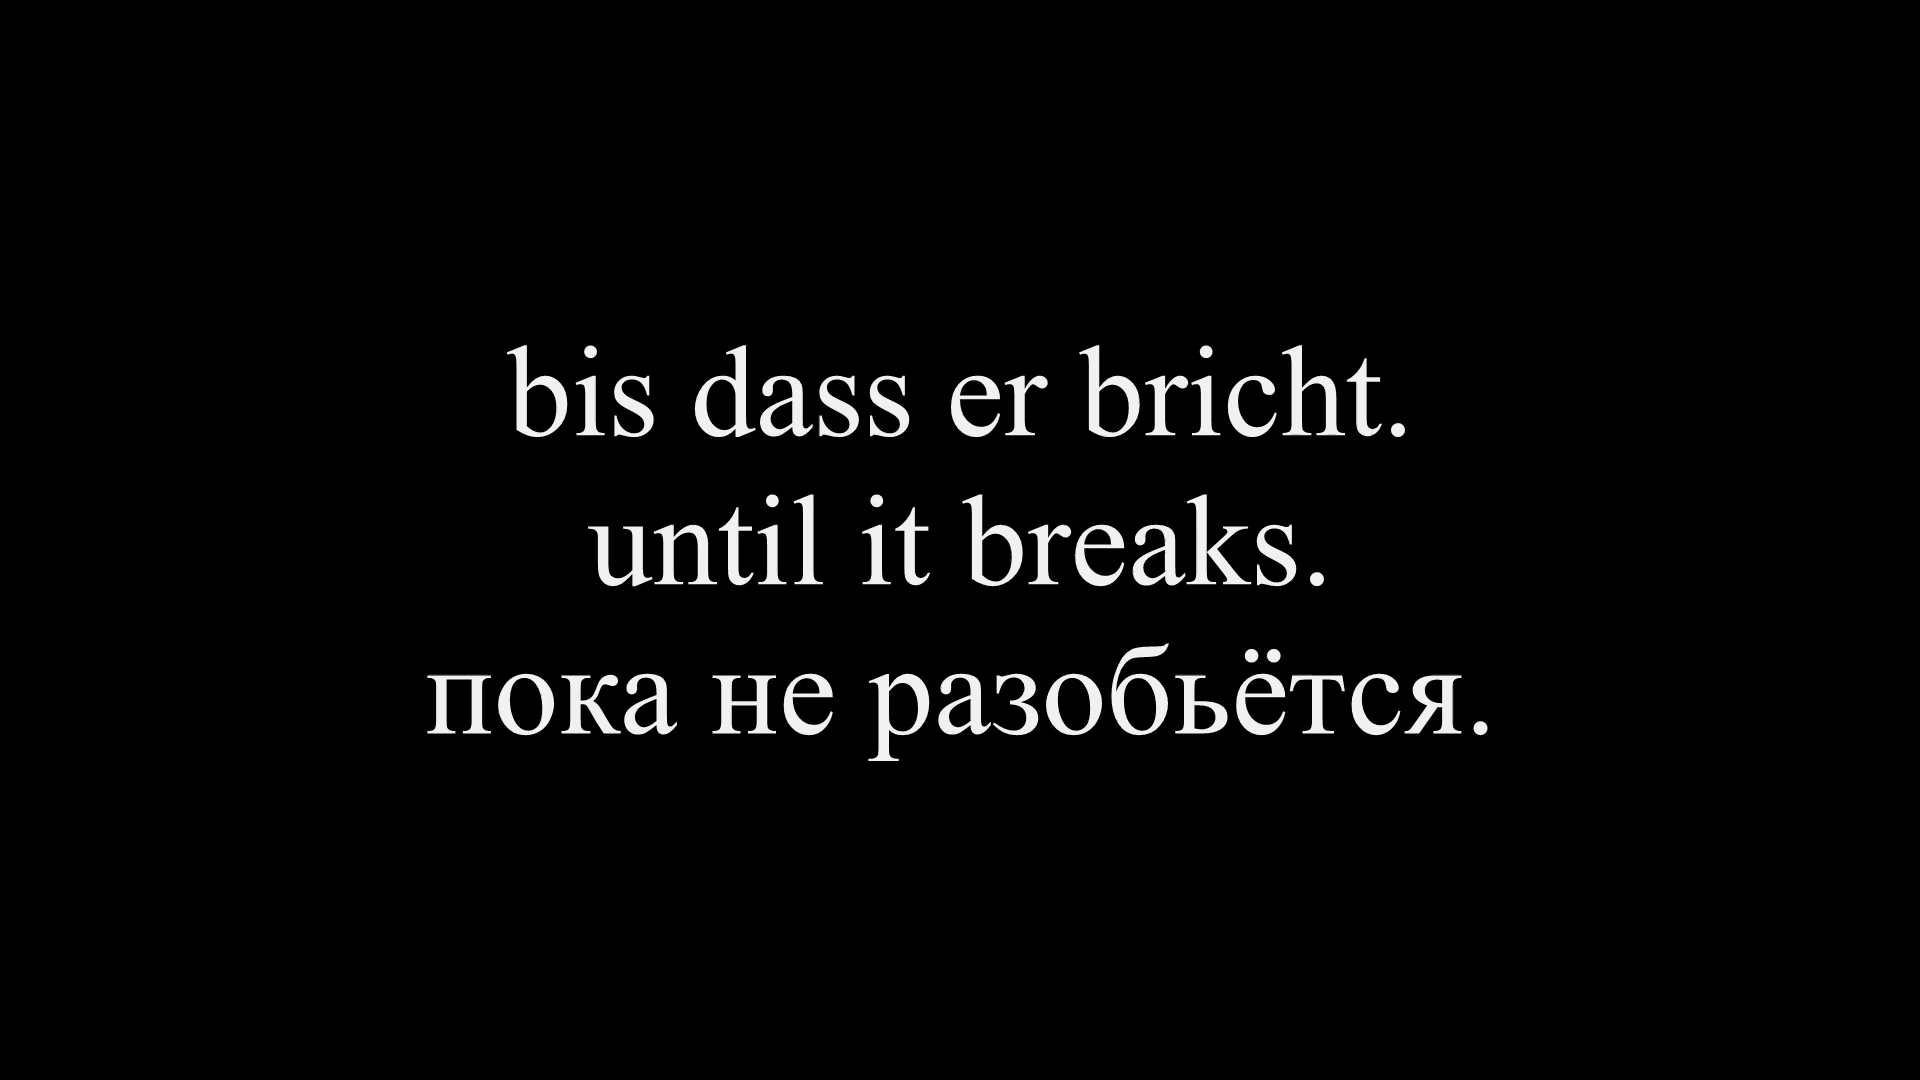 bis dass er bricht.
until it breaks.
пока не разобьётся.